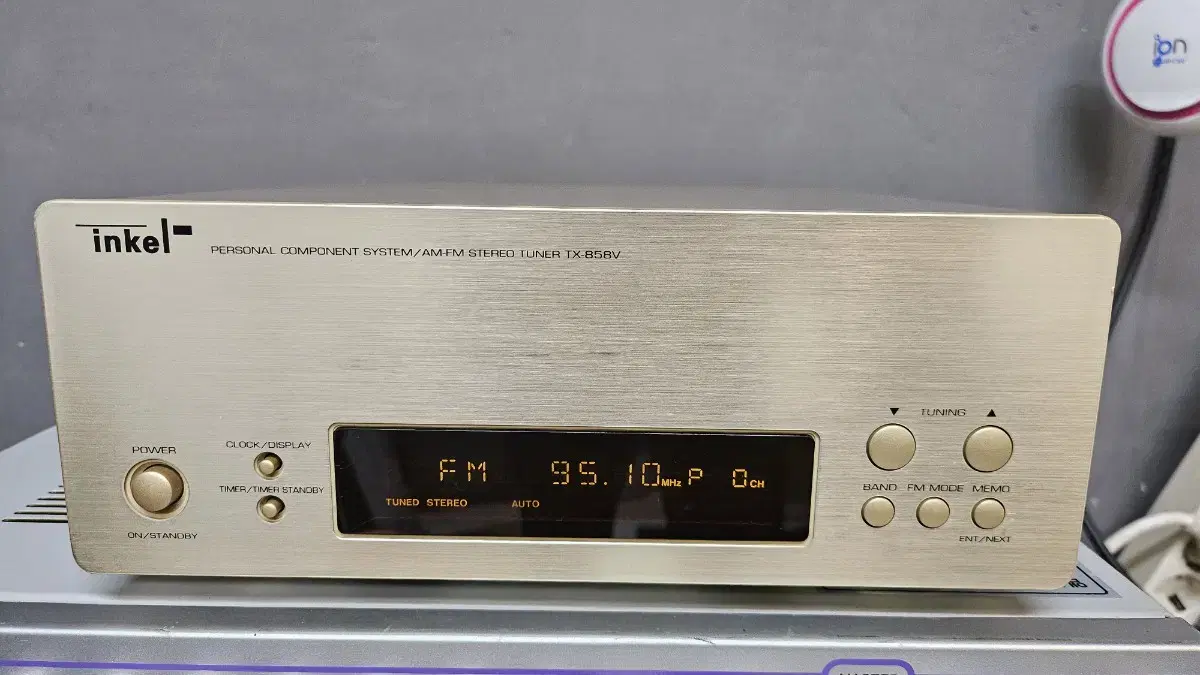 inkel
PERSONAL COMPONENT SYSTEM/AM-FM STEREO TUNER TX-858V
ion
▼ TUNING ▲
POWER
CLOCK/DISPLAY
TIMER/TIMER STANDBY
ON/STANDBY
FM 95.10MHz P 0CH
TUNED STEREO AUTO
BAND FM MODE MEMO
ENT/NEXT